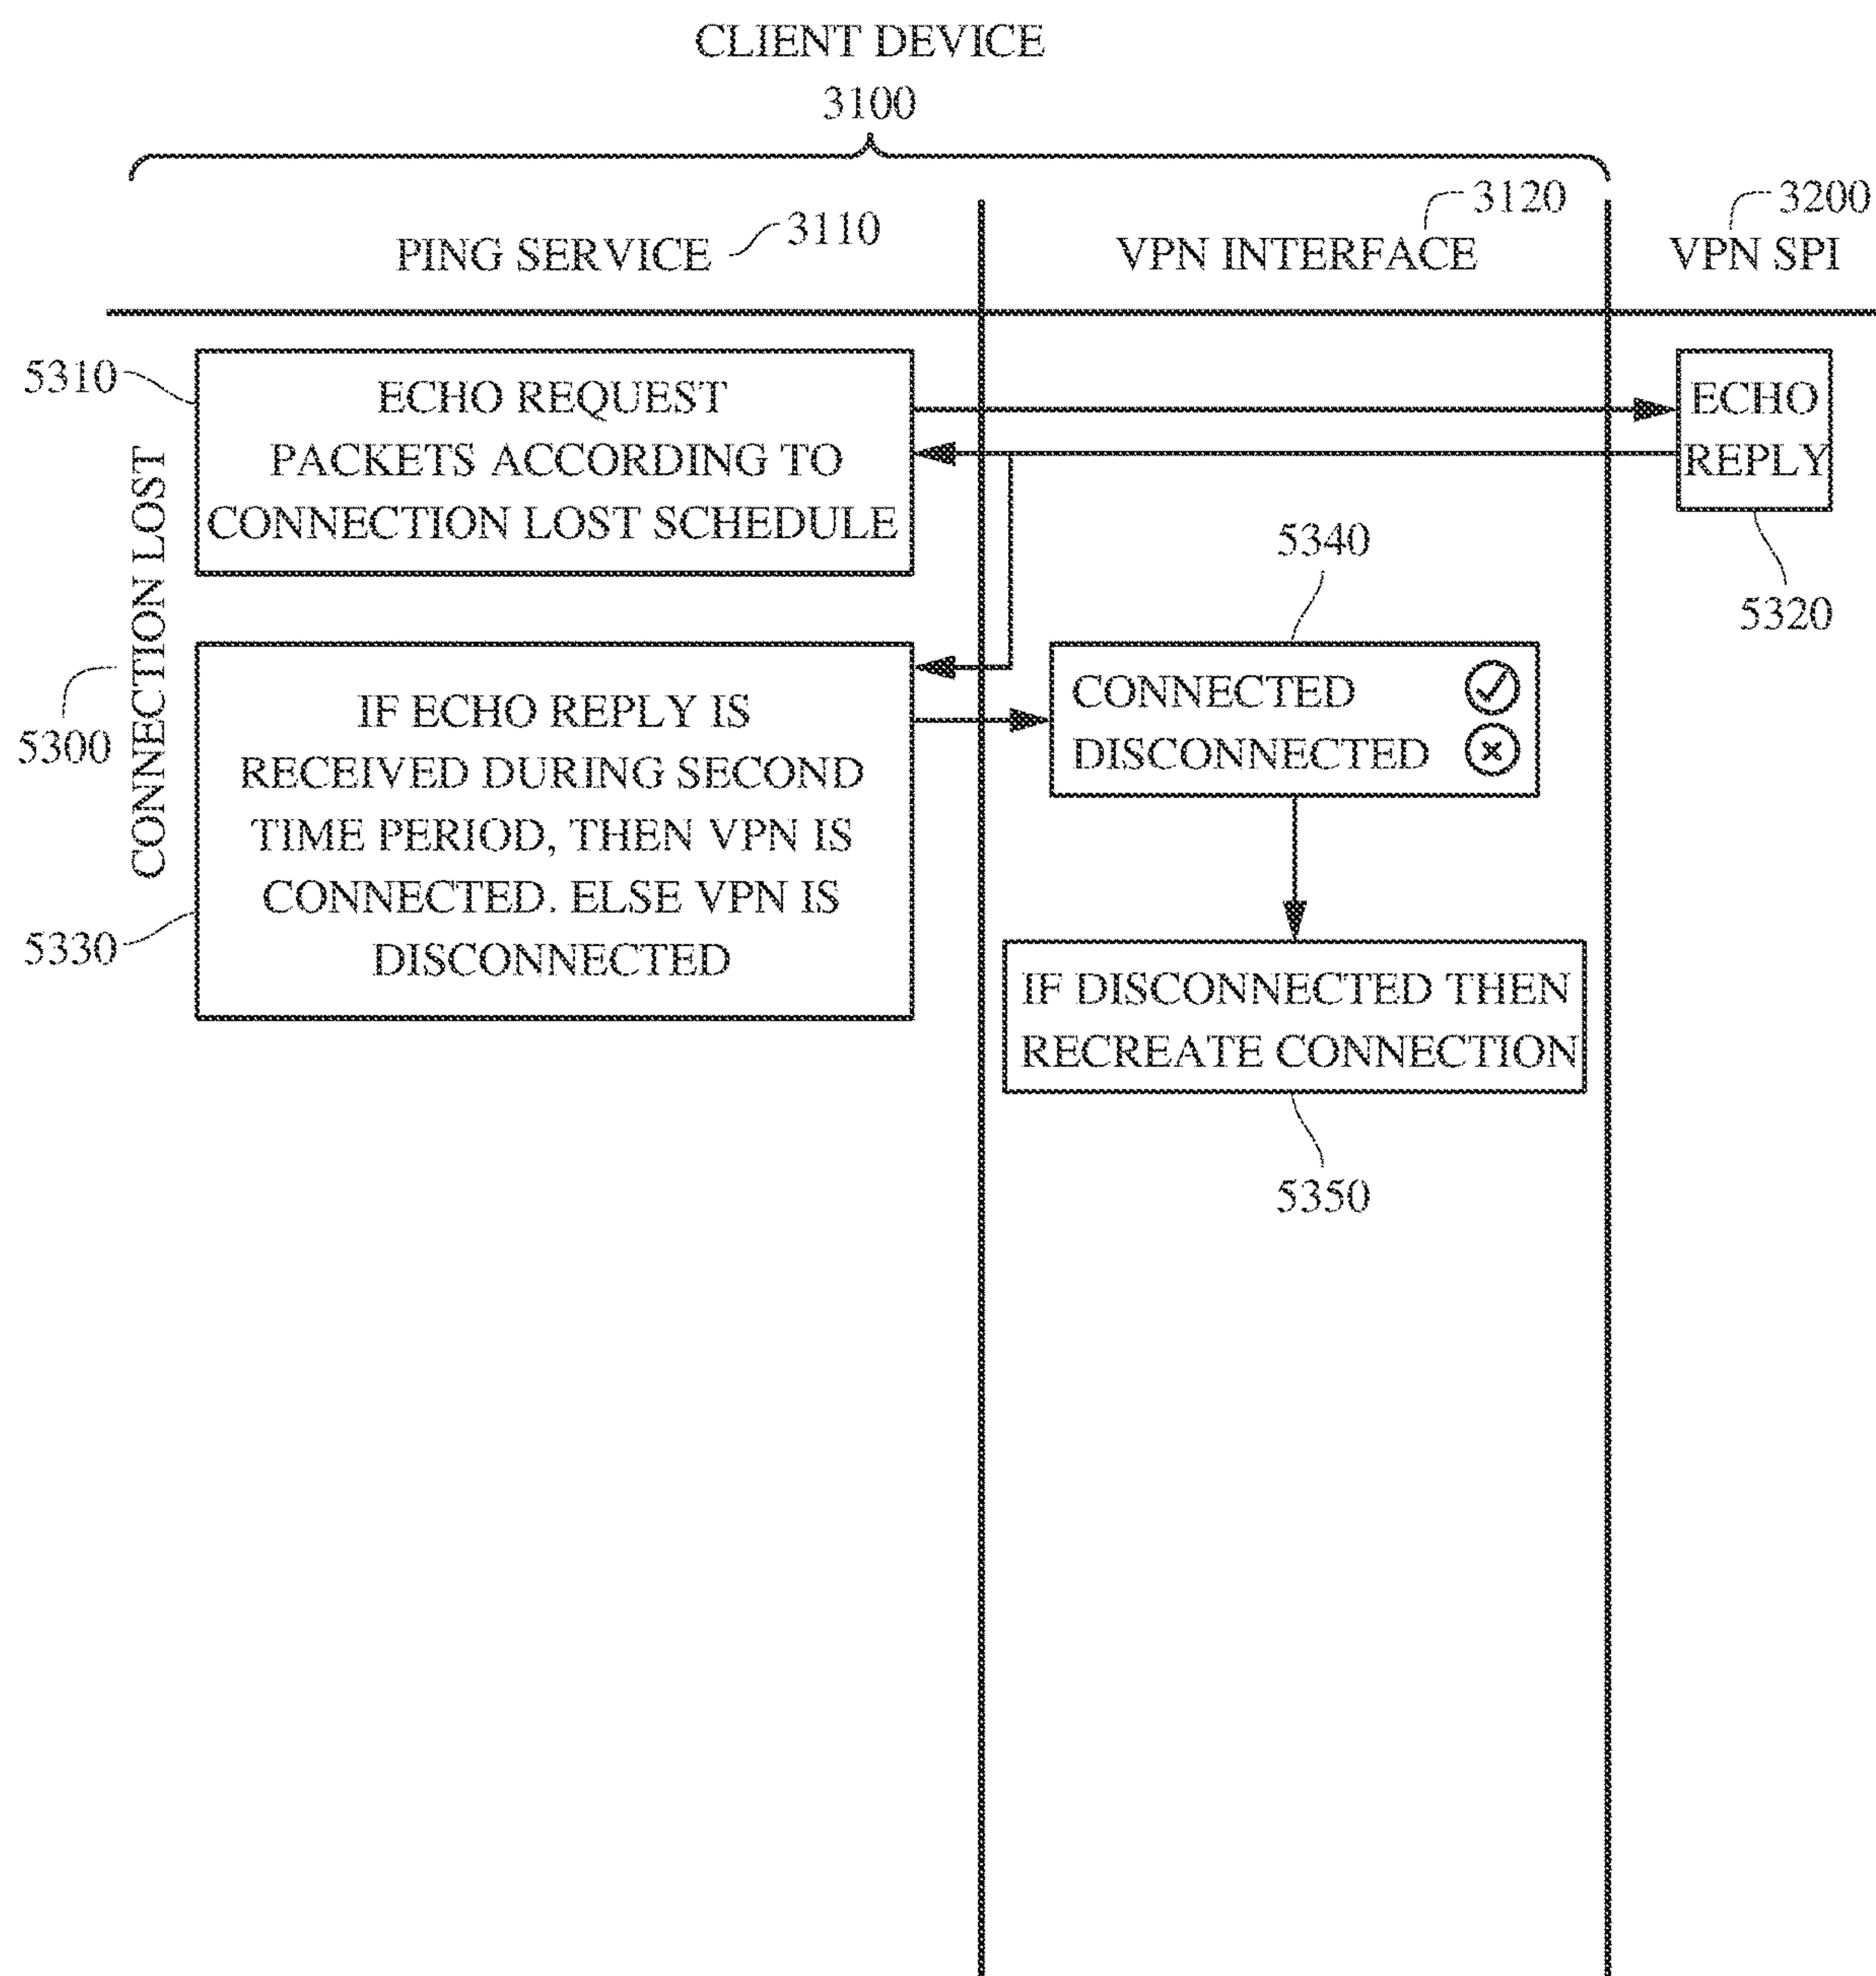 CLIENT DEVICE
3100
PING SERVICE
3110
VPN INTERFACE
3120
VPN SPI
3200
5310
ECHO REQUEST
PACKETS ACCORDING TO
CONNECTION LOST SCHEDULE
ECHO
REPLY
5320
CONNECTION LOST
5300
5340
CONNECTED
DISCONNECTED
IF ECHO REPLY IS
RECEIVED DURING SECOND
TIME PERIOD, THEN VPN IS
CONNECTED. ELSE VPN IS
DISCONNECTED
5330
IF DISCONNECTED THEN
RECREATE CONNECTION
5350